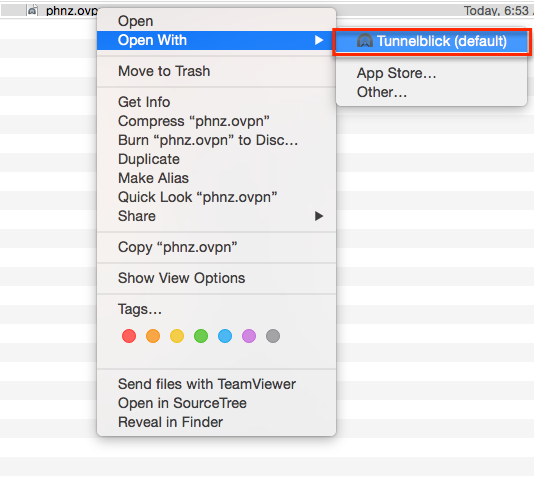 phnz.ovpn
Today, 6:53
Open
Open With
Tunnelblick (default)
App Store…
Other…
Move to Trash
Get Info
Compress “phnz.ovpn”
Burn “phnz.ovpn” to Disc…
Duplicate
Make Alias
Quick Look “phnz.ovpn”
Share
Copy “phnz.ovpn”
Show View Options
Tags…
Send files with TeamViewer
Open in SourceTree
Reveal in Finder